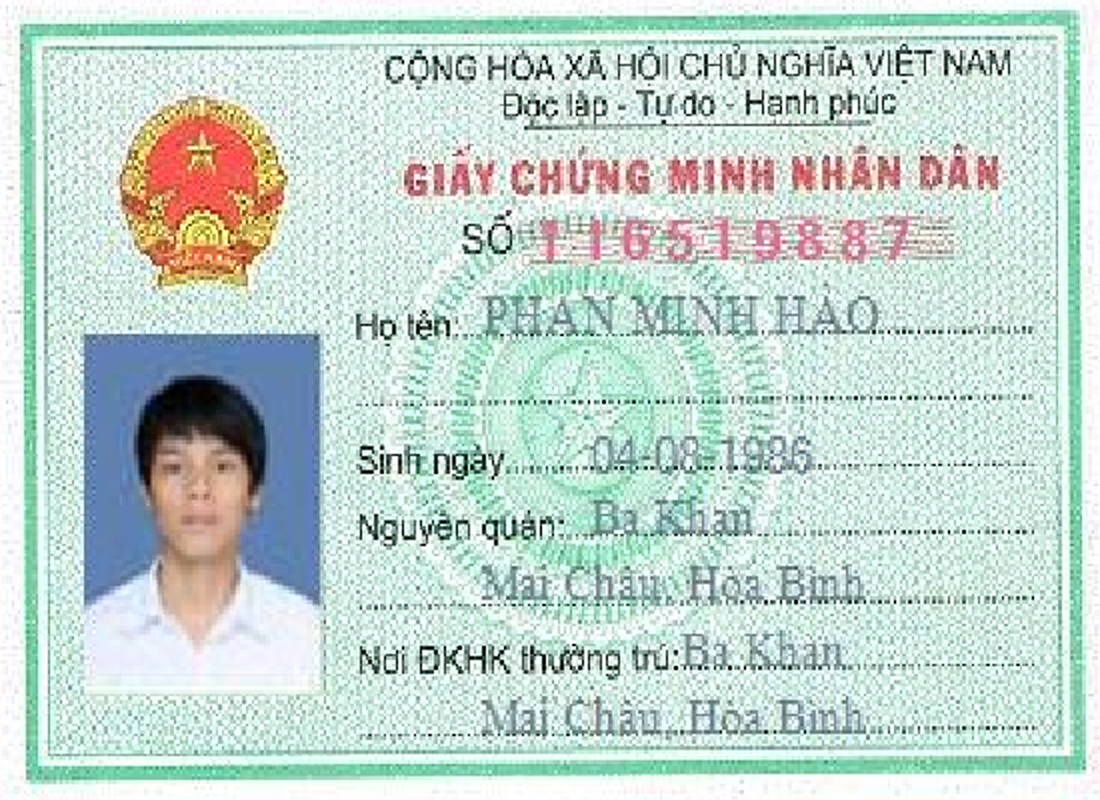 CỘNG HÒA XÃ HỘI CHỦ NGHĨA VIỆT NAM
Độc lập - Tự do - Hạnh phúc
GIẤY CHỨNG MINH NHÂN DÂN
SỐ 116519887
Họ tên: PHAN MINH HÀO
Sinh ngày 04-08-1986
Nguyên quán: Ba Khan
Mai Châu, Hòa Bình
Nơi ĐKHK thường trú: Ba Khan
Mai Châu, Hòa Bình